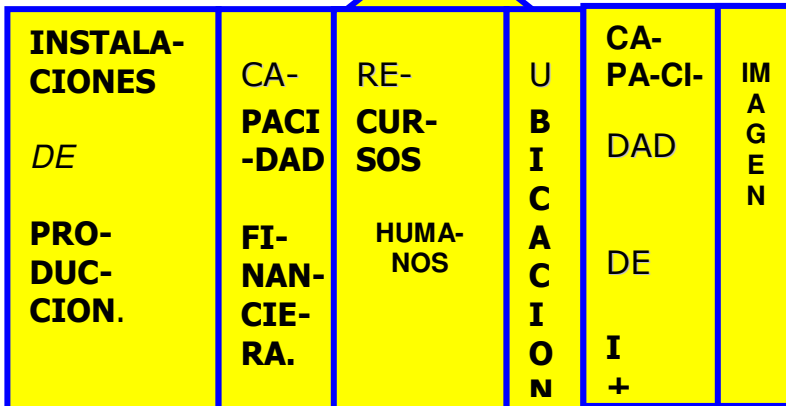 INSTALA-
CIONES
DE
PRO-
DUC-
CION.
CA-
PACI
-DAD
FI-
NAN-
CIE-
RA.
RE-
CUR-
SOS
HUMA-
NOS
U
B
I
C
A
C
I
O
N
CA-
PA-CI-
DAD
DE
I
+
IM
A
G
E
N